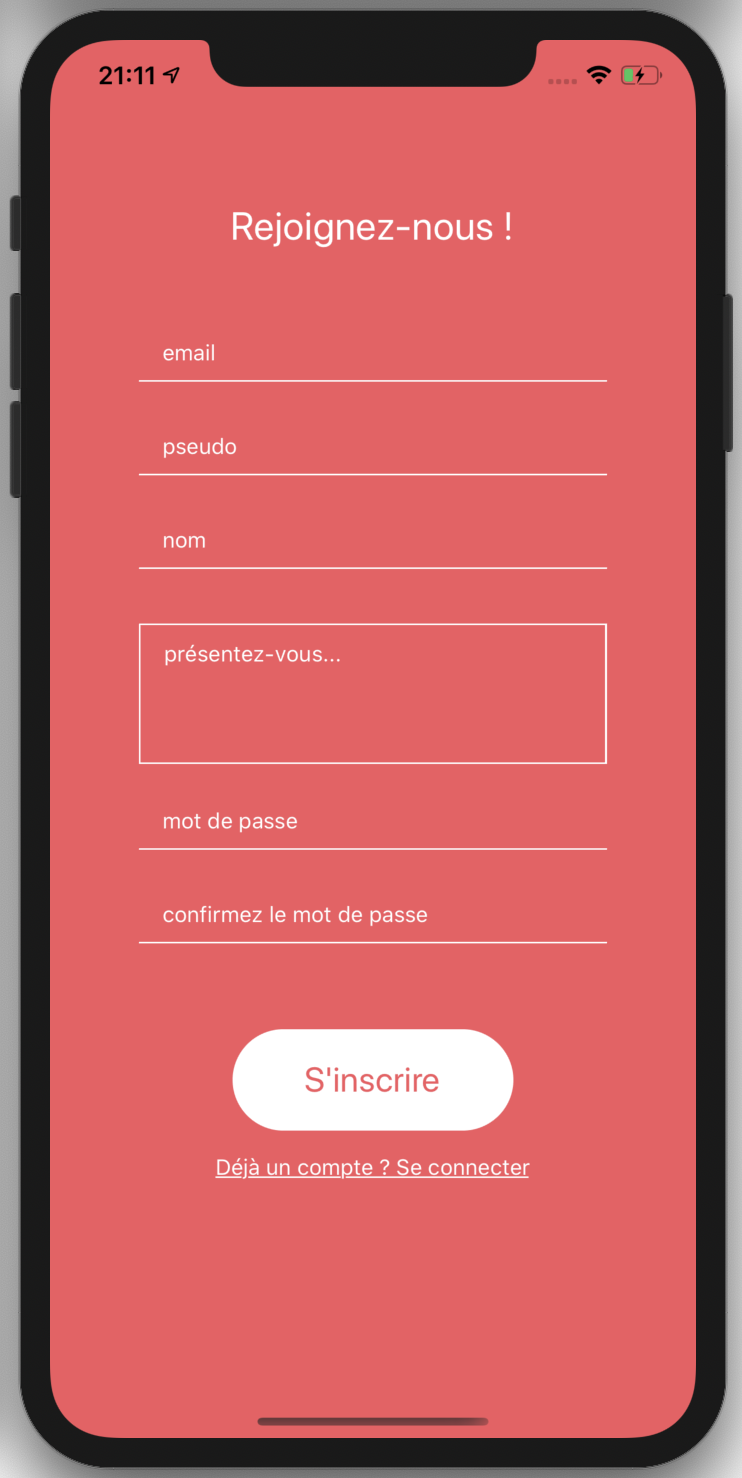 21:11
Rejoignez-nous !
email
pseudo
nom
présentez-vous...
mot de passe
confirmez le mot de passe
S'inscrire
Déjà un compte ? Se connecter